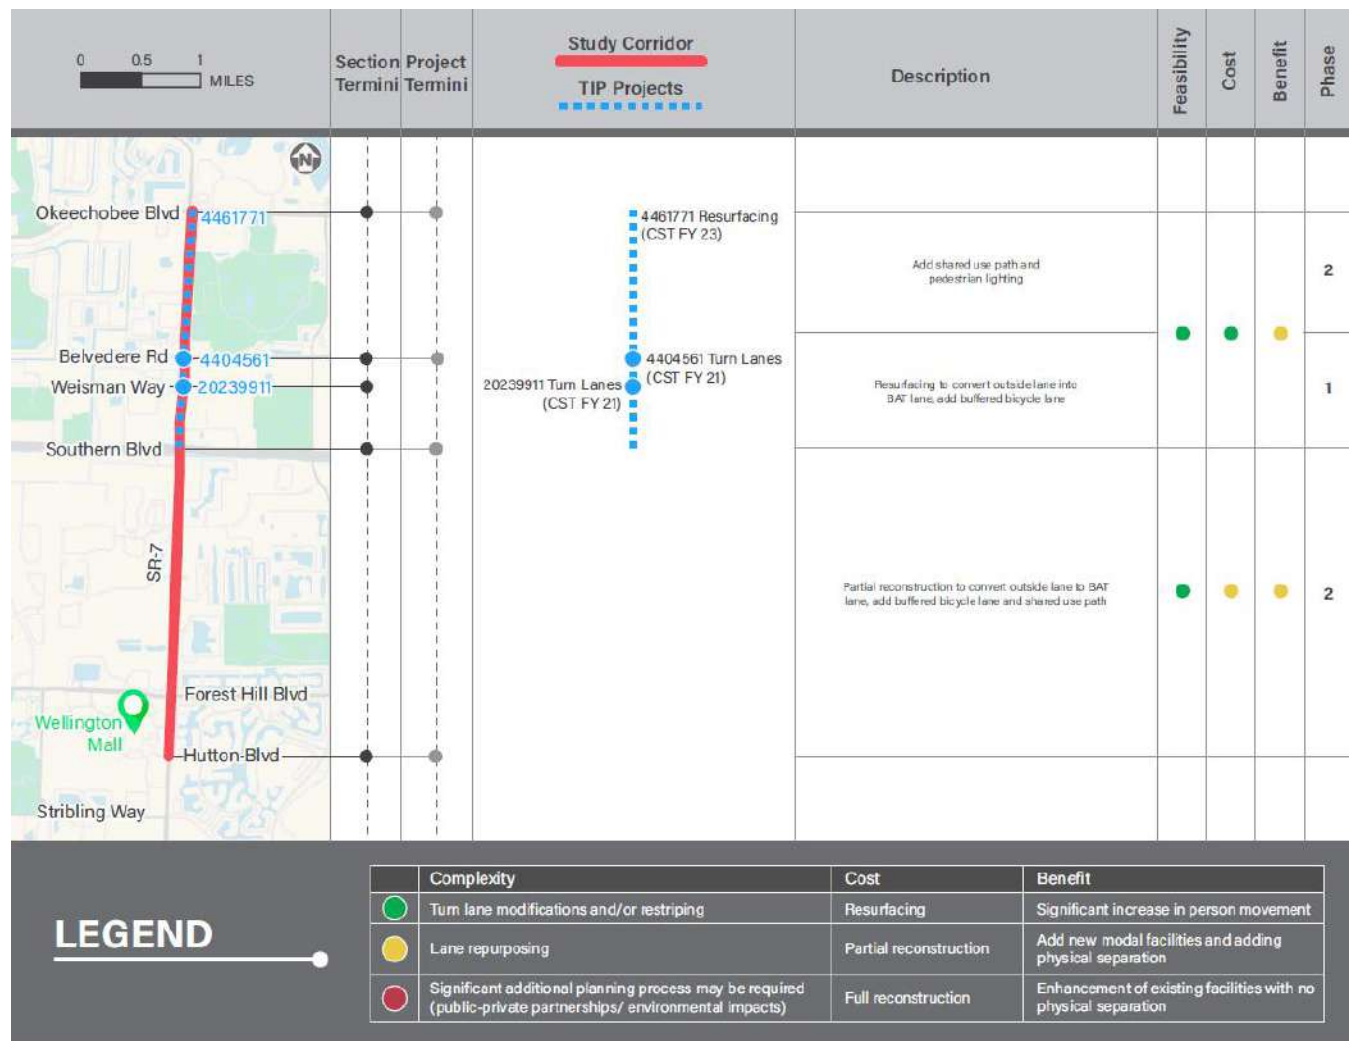 0 0.5 1
MILES
Section
Termini
Project
Termini
Study Corridor
TIP Projects
Description
Feasibility
Cost
Benefit
Phase
N
Okeechobee Blvd
4461771
Belvedere Rd
4404561
Weisman Way
20239911
Southern Blvd
SR-7
Forest Hill Blvd
Wellington
Mall
Hutton Blvd
Stribling Way
4461771 Resurfacing
(CST FY 23)
4404561 Turn Lanes
(CST FY 21)
20239911 Turn Lanes
(CST FY 21)
Add shared use path and
pedestrian lighting
2
Resurfacing to convert outside lane into
BAT lane, add buffered bicycle lane
1
Partial reconstruction to convert outside lane to BAT
lane, add buffered bicycle lane and shared use path
2
LEGEND
Complexity
Cost
Benefit
Turn lane modifications and/or restriping
Resurfacing
Significant increase in person movement
Lane repurposing
Partial reconstruction
Add new modal facilities and adding
physical separation
Significant additional planning process may be required
(public-private partnerships/ environmental impacts)
Full reconstruction
Enhancement of existing facilities with no
physical separation